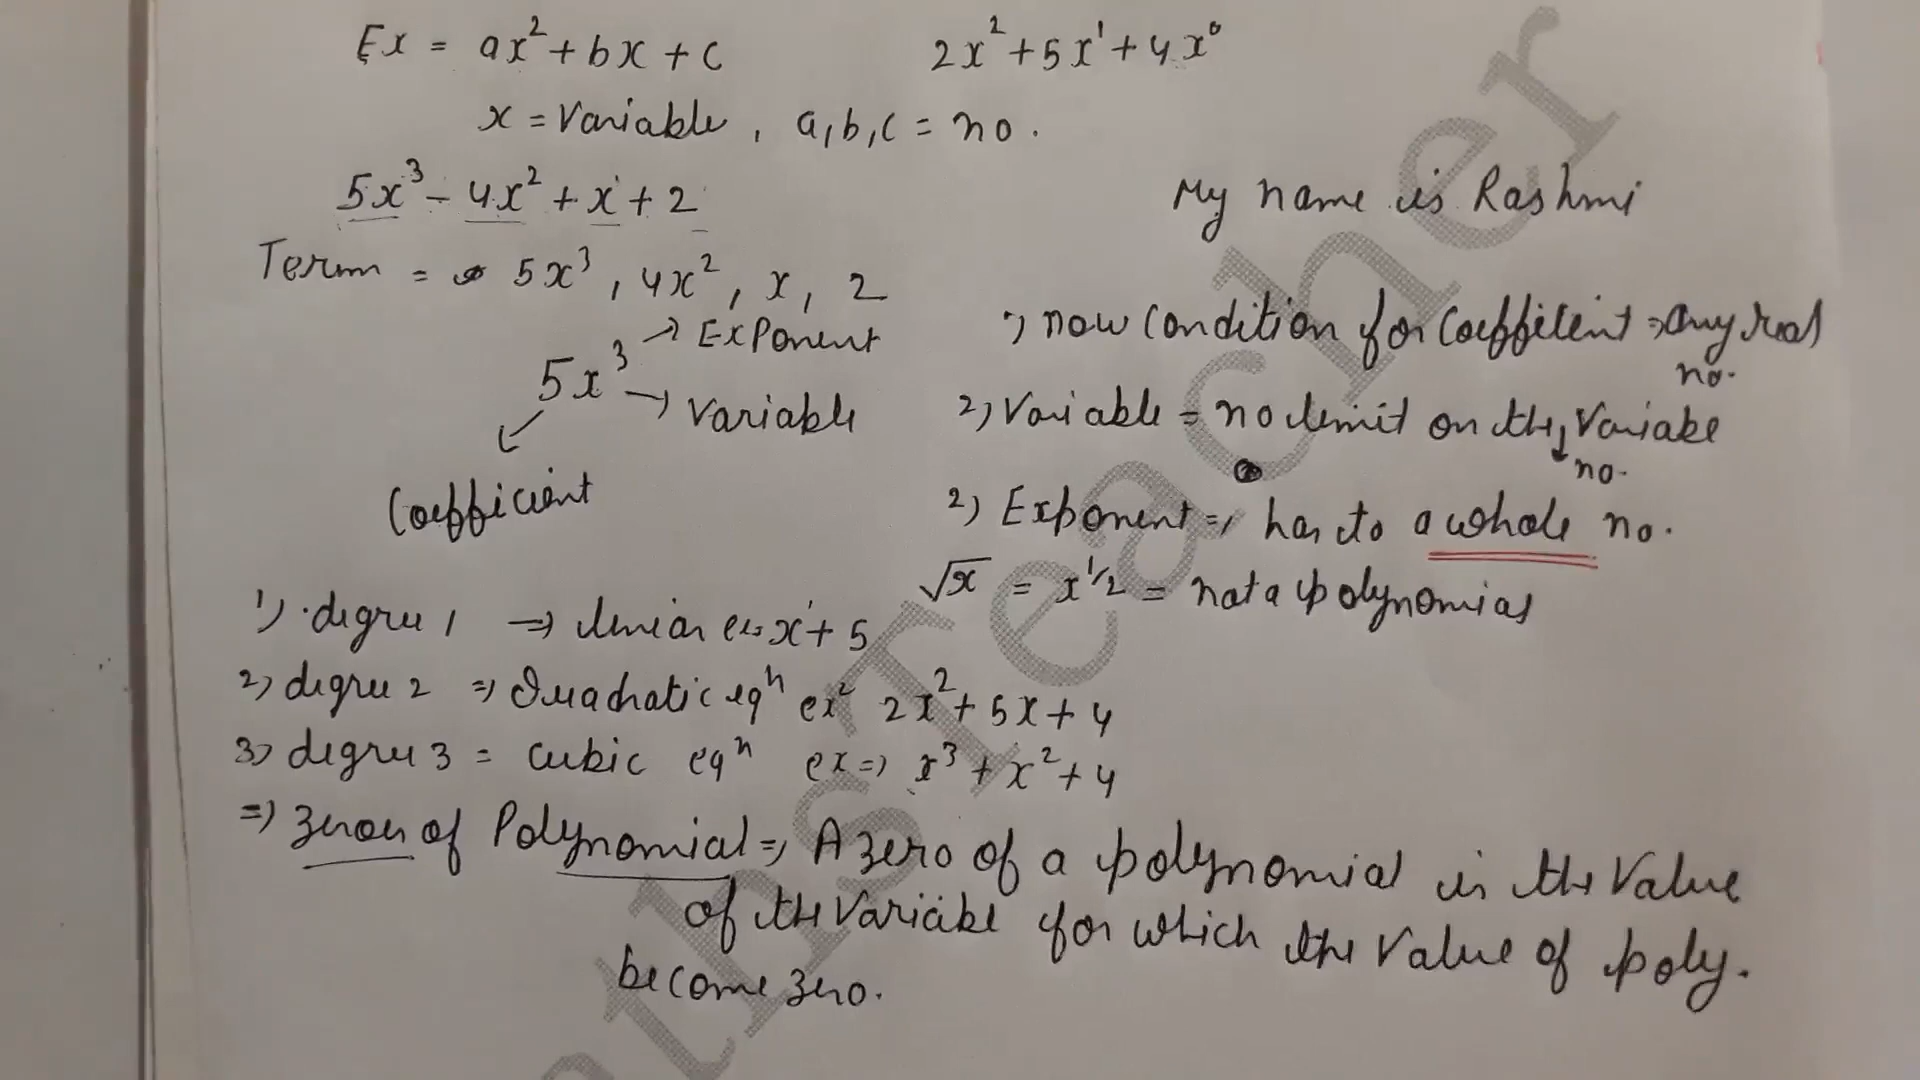 Ex = ax² + bx + c
2x² + 5x¹ + 4x⁰
x = Variable, a, b, c = no.
5x³ - 4x² + x + 2
My name is Rashmi
Term = 5x³, 4x², x, 2
→ Exponent
5x³ → Variable
Coefficient
1) now condition for Coefficient => any real no.
2) Variable = no limit on the Variable
no.
2) Exponent => has to a whole no.
√x = x^1/2 = not a polynomial
1) degree 1 => linear ex x¹ + 5
2) degree 2 => Quadratic eqⁿ ex² 2x² + 5x + 4
3) degree 3 = Cubic eqⁿ ex => x³ + x² + 4
=> zeroes of Polynomial => A zero of a polynomial is the Value
of the Variable for which the Value of poly.
become zero.
thsTeacher